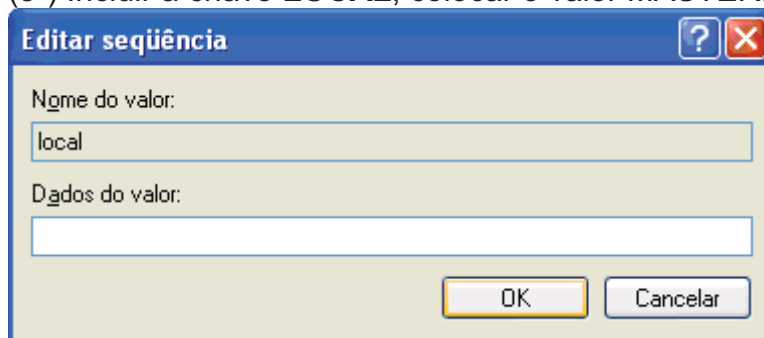 Editar seqüência
Nome do valor:
local
Dados do valor:
OK
Cancelar